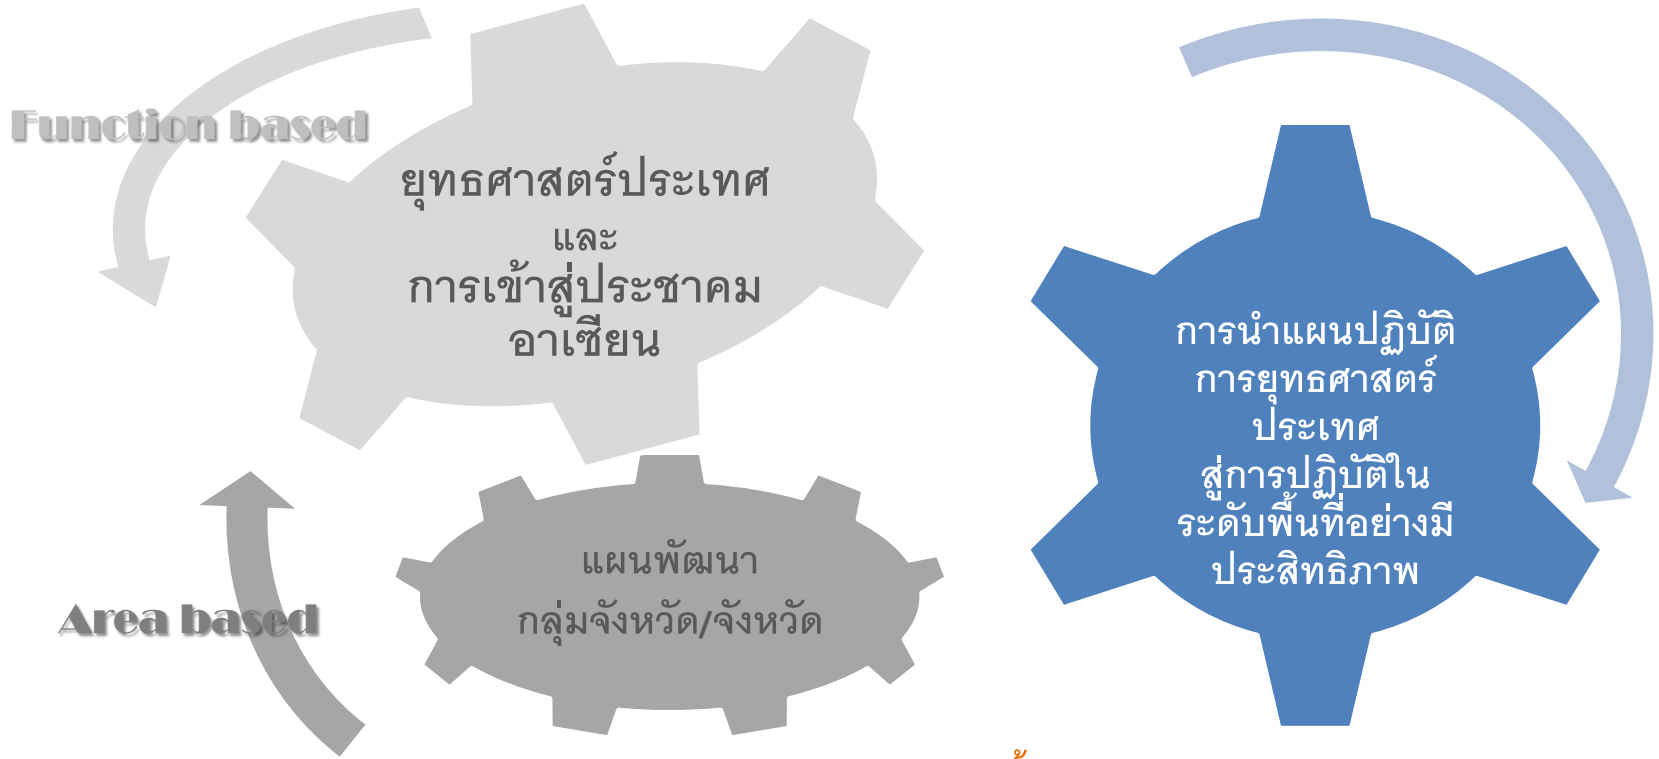 Function based
ยุทธศาสตร์ประเทศ
และ
การเข้าสู่ประชาคม
อาเซียน
Area based
แผนพัฒนา
กลุ่มจังหวัด/จังหวัด
การนำแผนปฏิบัติ
การยุทธศาสตร์
ประเทศ
สู่การปฏิบัติใน
ระดับพื้นที่อย่างมี
ประสิทธิภาพ